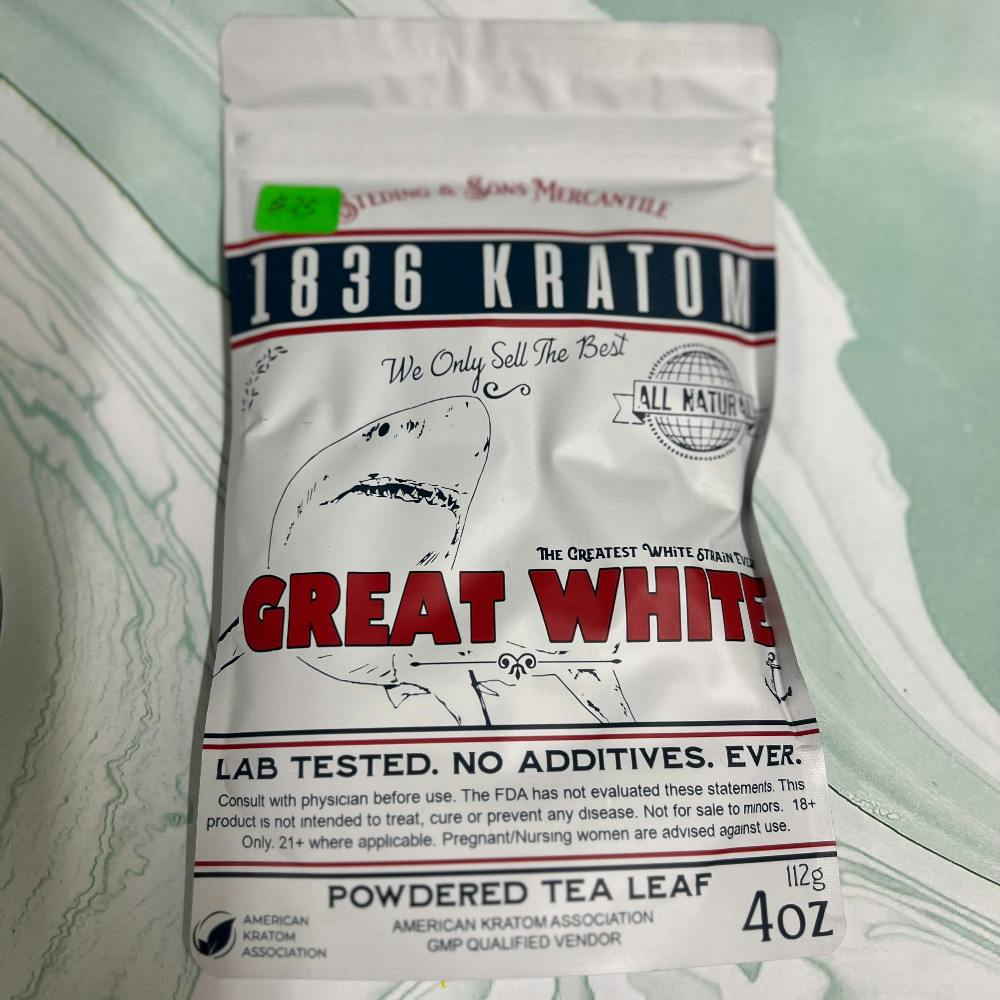 Steding & Sons Mercantile
1836 KRATOM
We Only Sell The Best
ALL NATURAL
The Greatest White Strain Ever
GREAT WHITE
LAB TESTED. NO ADDITIVES. EVER.
Consult with physician before use. The FDA has not evaluated these statements. This
product is not intended to treat, cure or prevent any disease. Not for sale to minors. 18+
Only. 21+ where applicable. Pregnant/Nursing women are advised against use.
POWDERED TEA LEAF
112g
4oz
AMERICAN
KRATOM
ASSOCIATION
AMERICAN KRATOM ASSOCIATION
GMP QUALIFIED VENDOR